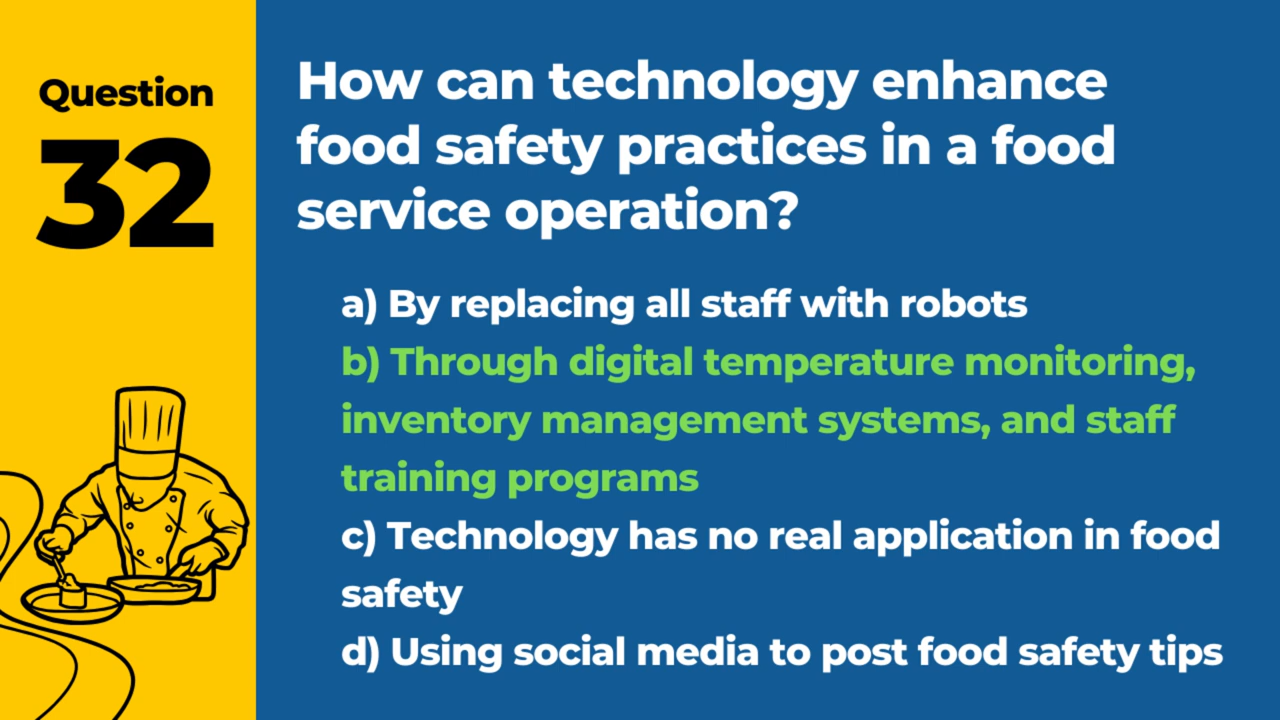 Question
32
How can technology enhance
food safety practices in a food
service operation?
a) By replacing all staff with robots
b) Through digital temperature monitoring,
inventory management systems, and staff
training programs
c) Technology has no real application in food
safety
d) Using social media to post food safety tips